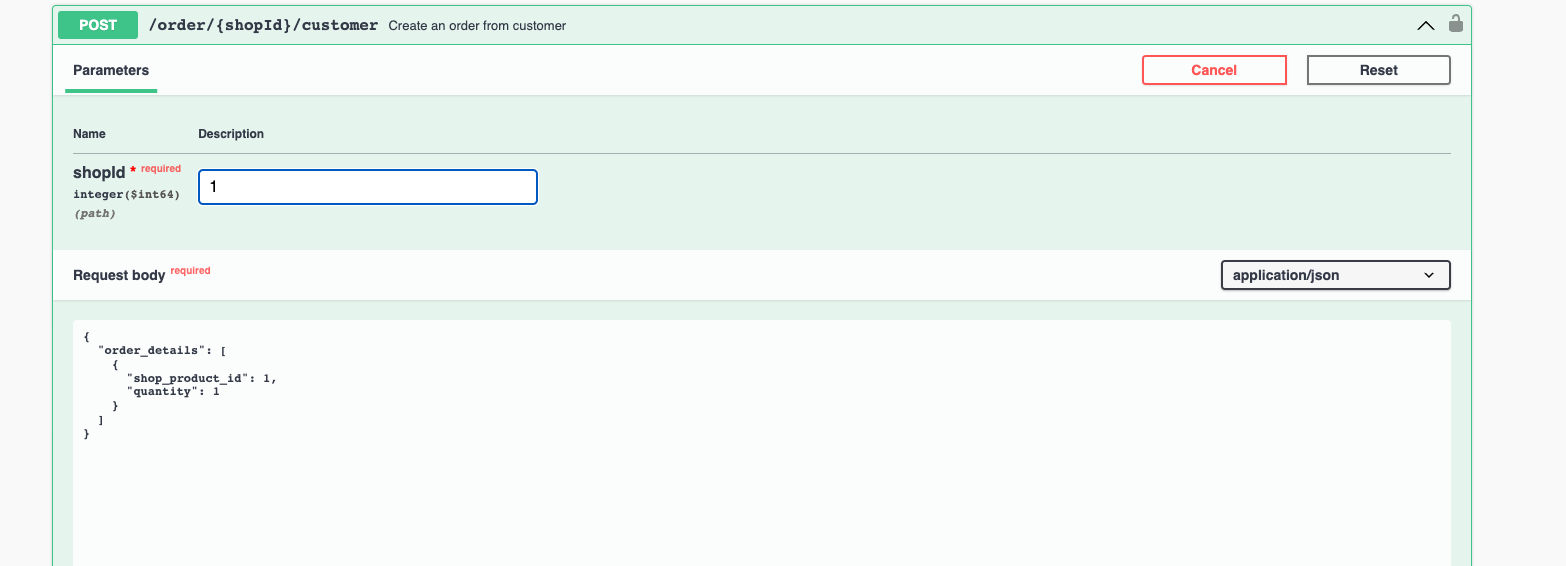 POST /order/{shopId}/customer Create an order from customer
Parameters
Cancel
Reset
Name Description
shopId * required
integer($int64)
(path)
1
Request body required
application/json
{
  "order_details": [
    {
      "shop_product_id": 1,
      "quantity": 1
    }
  ]
}